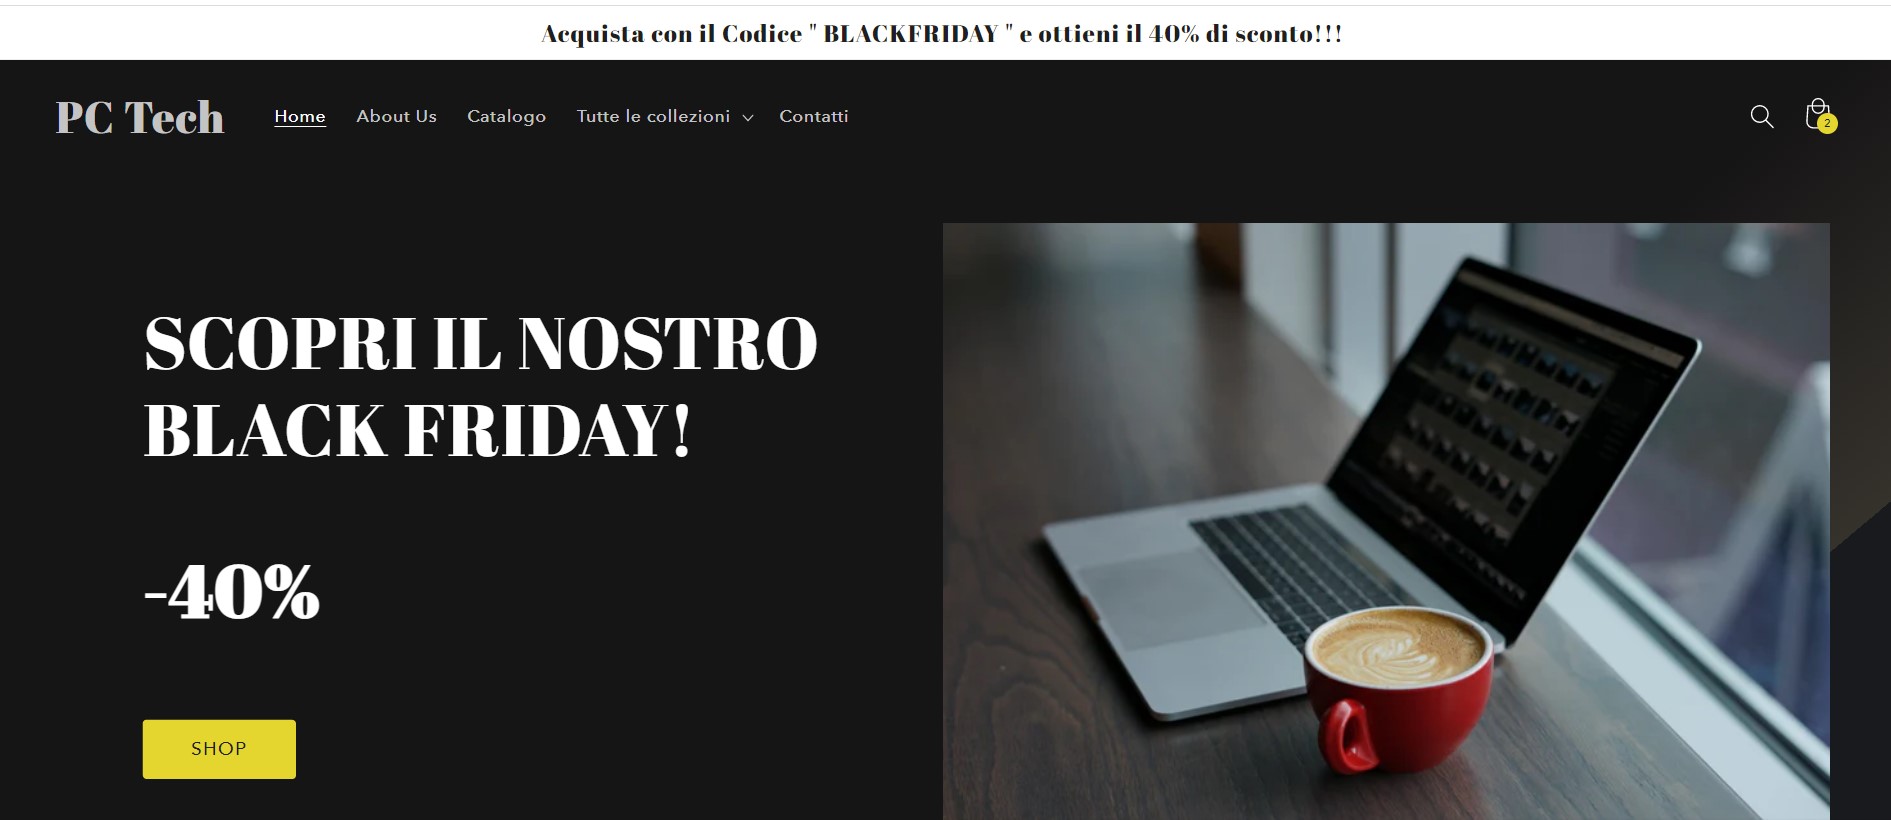 Acquista con il Codice " BLACKFRIDAY " e ottieni il 40% di sconto!!!
PC Tech
Home
About Us
Catalogo
Tutte le collezioni
Contatti
2
SCOPRI IL NOSTRO
BLACK FRIDAY!
-40%
SHOP